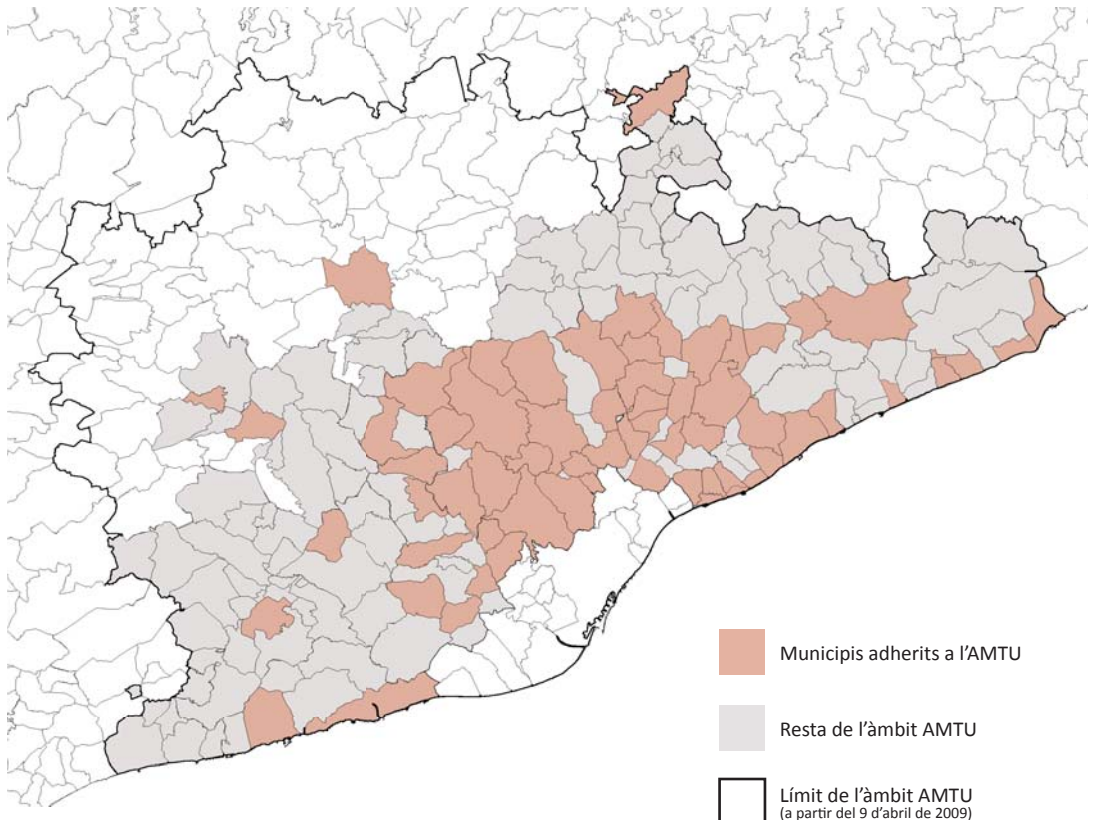 Municipis adherits a l'AMTU
Resta de l'àmbit AMTU
Límit de l'àmbit AMTU
(a partir del 9 d'abril de 2009)